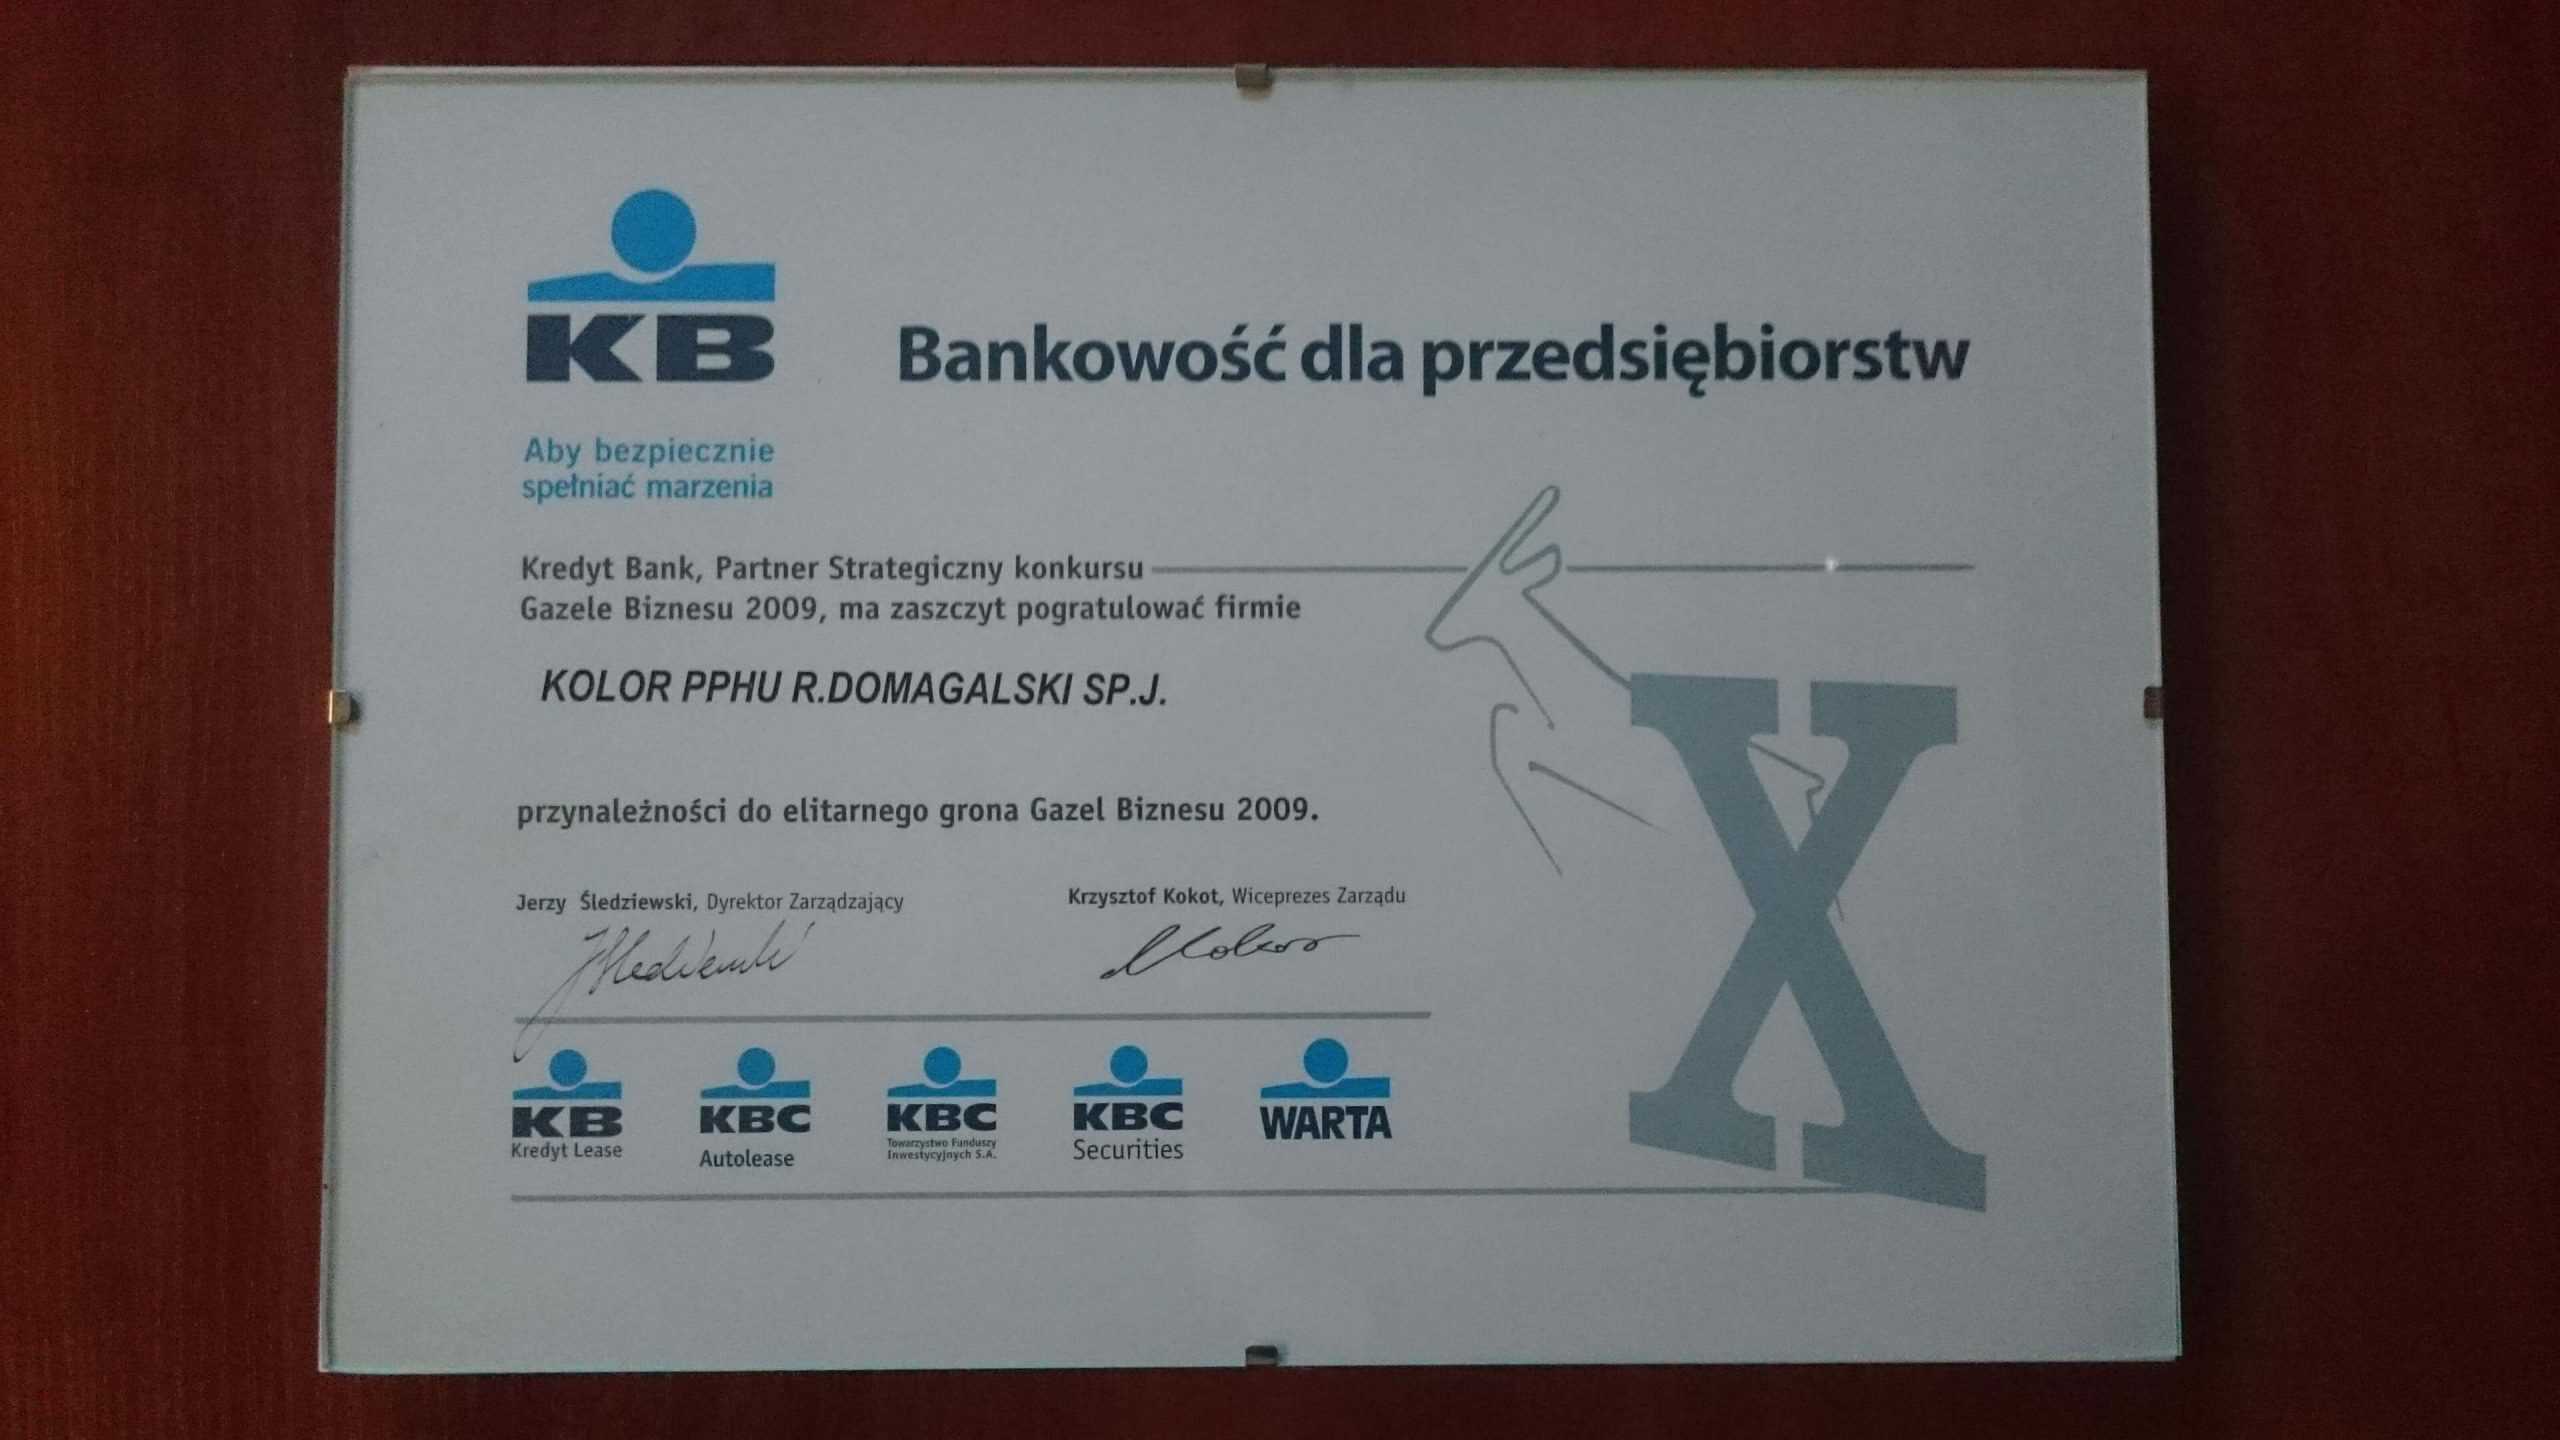 KB
Bankowość dla przedsiębiorstw
Aby bezpiecznie
spełniać marzenia
Kredyt Bank, Partner Strategiczny konkursu
Gazele Biznesu 2009, ma zaszczyt pogratulować firmie
KOLOR PPHU R.DOMAGALSKI SP.J.
przynależności do elitarnego grona Gazel Biznesu 2009.
Jerzy Śledziewski, Dyrektor Zarządzający
Krzysztof Kokot, Wiceprezes Zarządu
KB
Kredyt Lease
KBC
Autolease
KBC
Towarzystwo Funduszy
Inwestycyjnych S.A.
KBC
Securities
WARTA
X